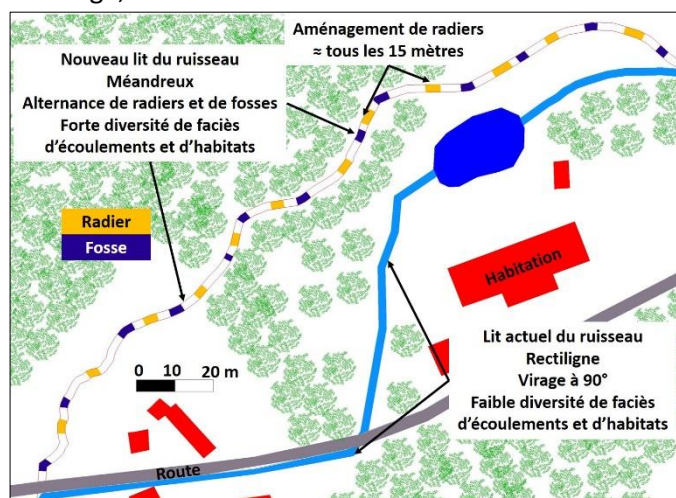 Nouveau lit du ruisseau
Méandreux
Alternance de radiers et de fosses
Forte diversité de faciès
d'écoulements et d'habitats
Aménagement de radiers
≈ tous les 15 mètres
Radier
Fosse
Habitation
0 10 20 m
Lit actuel du ruisseau
Rectiligne
Virage à 90°
Faible diversité de faciès
d'écoulements et d'habitats
Route